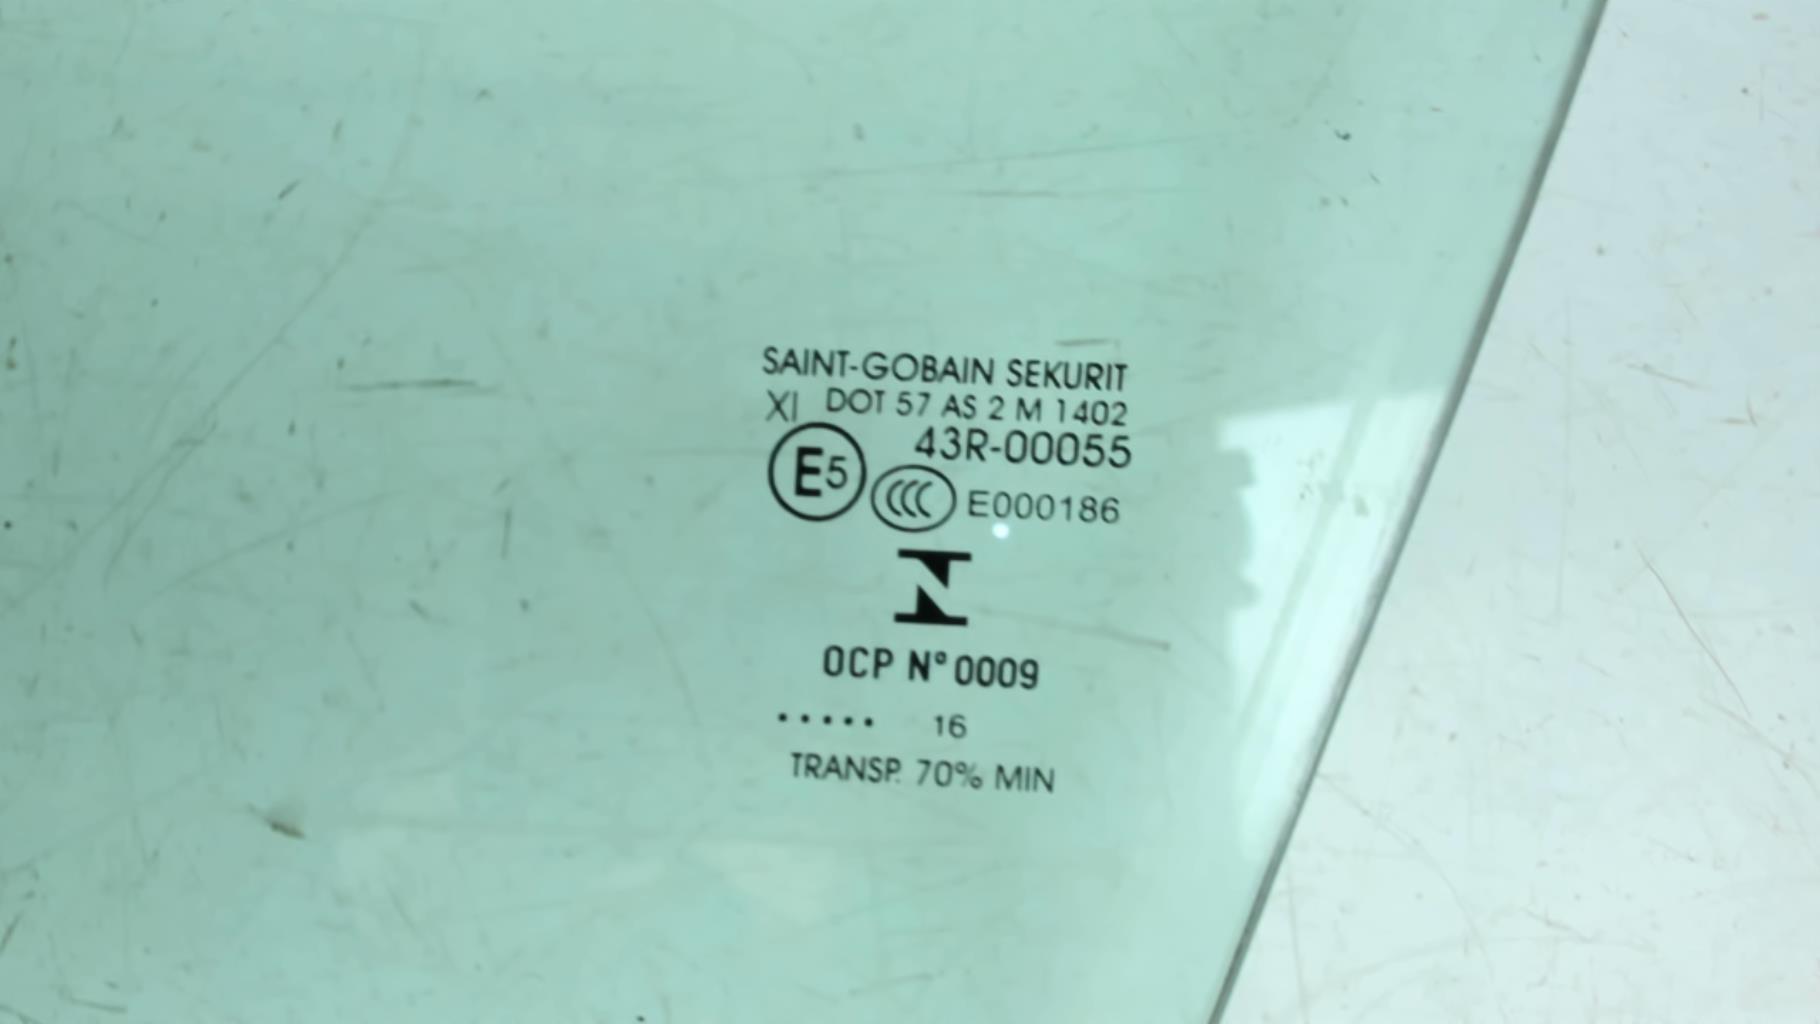 SAINT-GOBAIN SEKURIT
XI DOT 57 AS 2 M 1402
43R-00055
E5 CCC E000186
OCP N° 0009
..... 16
TRANSP. 70% MIN